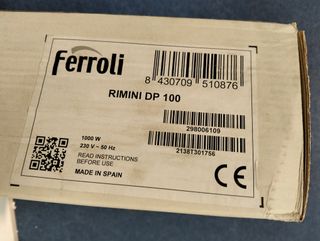 Ferroli
8 430709 510876
RIMINI DP 100
298006109
1000 W
230 V ~ 50 Hz
READ INSTRUCTIONS
BEFORE USE
MADE IN SPAIN
2138T301756
CE